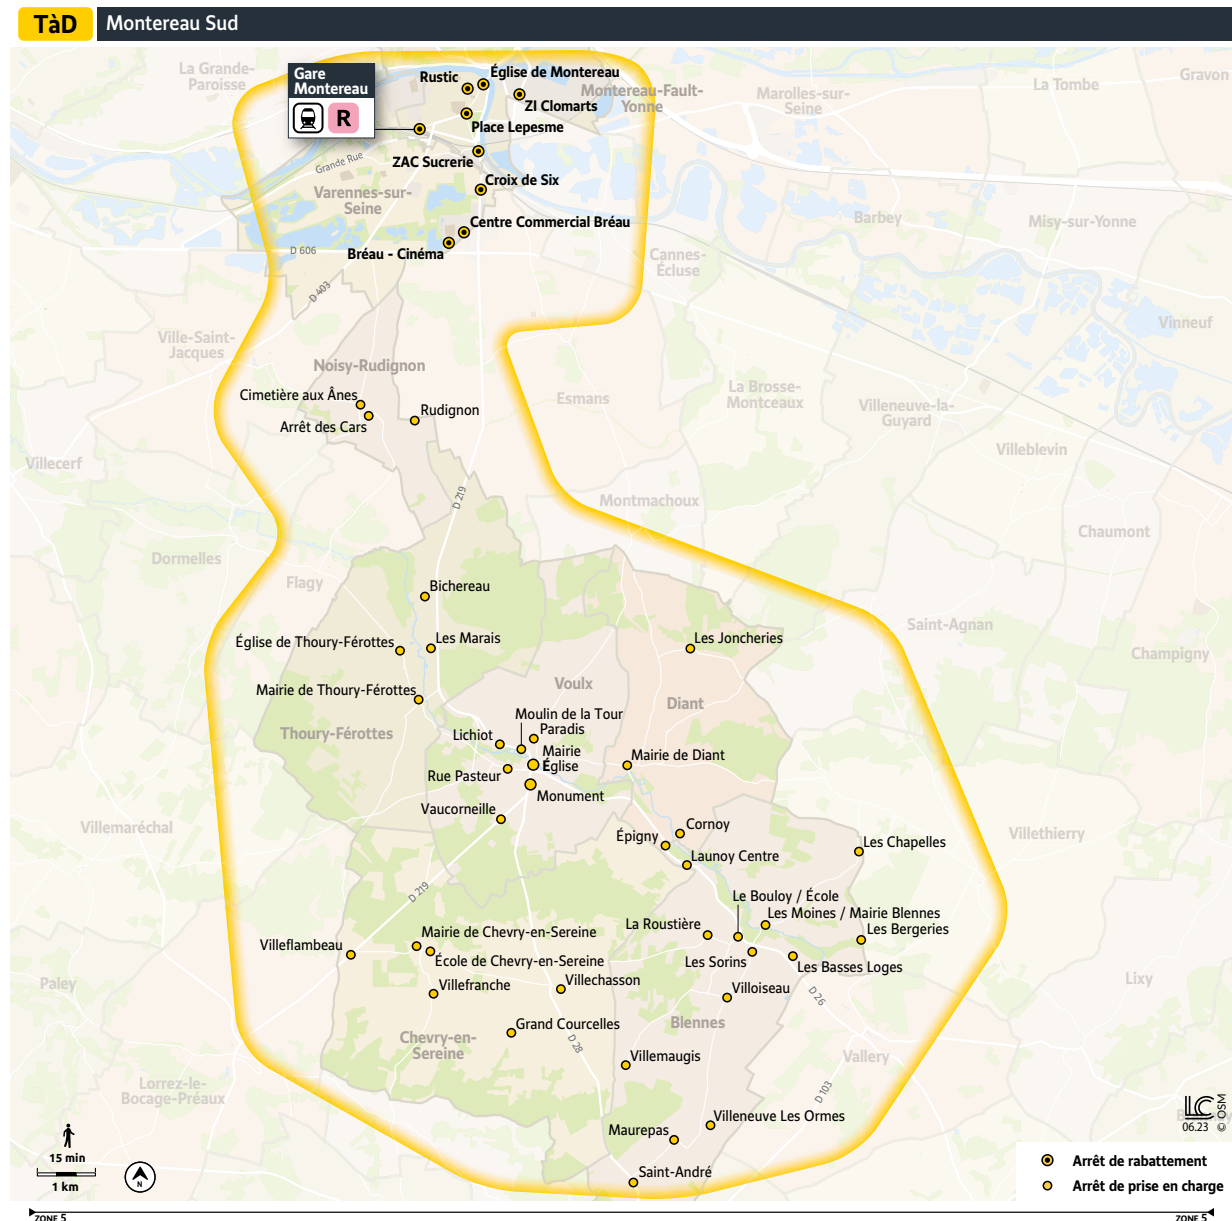 TàD
Montereau Sud
La Grande-
Paroisse
Gare
Montereau
R
Rustic
Église de Montereau
ZI Clomarts
Montereau-Fault-
Yonne
Marolles-sur-
Seine
La Tombe
Gravon
Place Lepesme
Grande Rue
ZAC Sucrerie
Croix de Six
Varennes-sur-
Seine
Centre Commercial Bréau
Bréau - Cinéma
D 606
D 403
Barbey
Misy-sur-Yonne
Cannes-
Écluse
Vinneuf
Ville-Saint-
Jacques
Noisy-Rudignon
Cimetière aux Ânes
Arrêt des Cars
Rudignon
Esmans
La Brosse-
Montceaux
Villeneuve-la-
Guyard
Villeblevin
Villecerf
D 219
Montmachoux
Chaumont
Dormelles
Flagy
Bichereau
Saint-Agnan
Champigny
Église de Thoury-Férottes
Les Marais
Les Joncheries
Mairie de Thoury-Férottes
Voulx
Diant
Thoury-Férottes
Moulin de la Tour
Paradis
Lichiot
Mairie
Église
Mairie de Diant
Rue Pasteur
Monument
Vaucorneille
Villemaréchal
Cornoy
Épigny
Launoy Centre
Les Chapelles
Villethierry
D 219
Le Bouloy / École
Les Moines / Mairie Blennes
Les Bergeries
La Roustière
Mairie de Chevry-en-Sereine
Villeflambeau
École de Chevry-en-Sereine
Les Sorins
Les Basses Loges
Paley
Villefranche
Villechasson
Villoiseau
D 26
Lixy
Grand Courcelles
Blennes
Chevry-en-
Sereine
D 28
Villemaugis
Vallery
D 103
Lorrez-le-
Bocage-Préaux
Villeneuve Les Ormes
Maurepas
Saint-André
15 min
1 km
N
LC
06.23
© OSM
Arrêt de rabattement
Arrêt de prise en charge
ZONE 5
ZONE 5